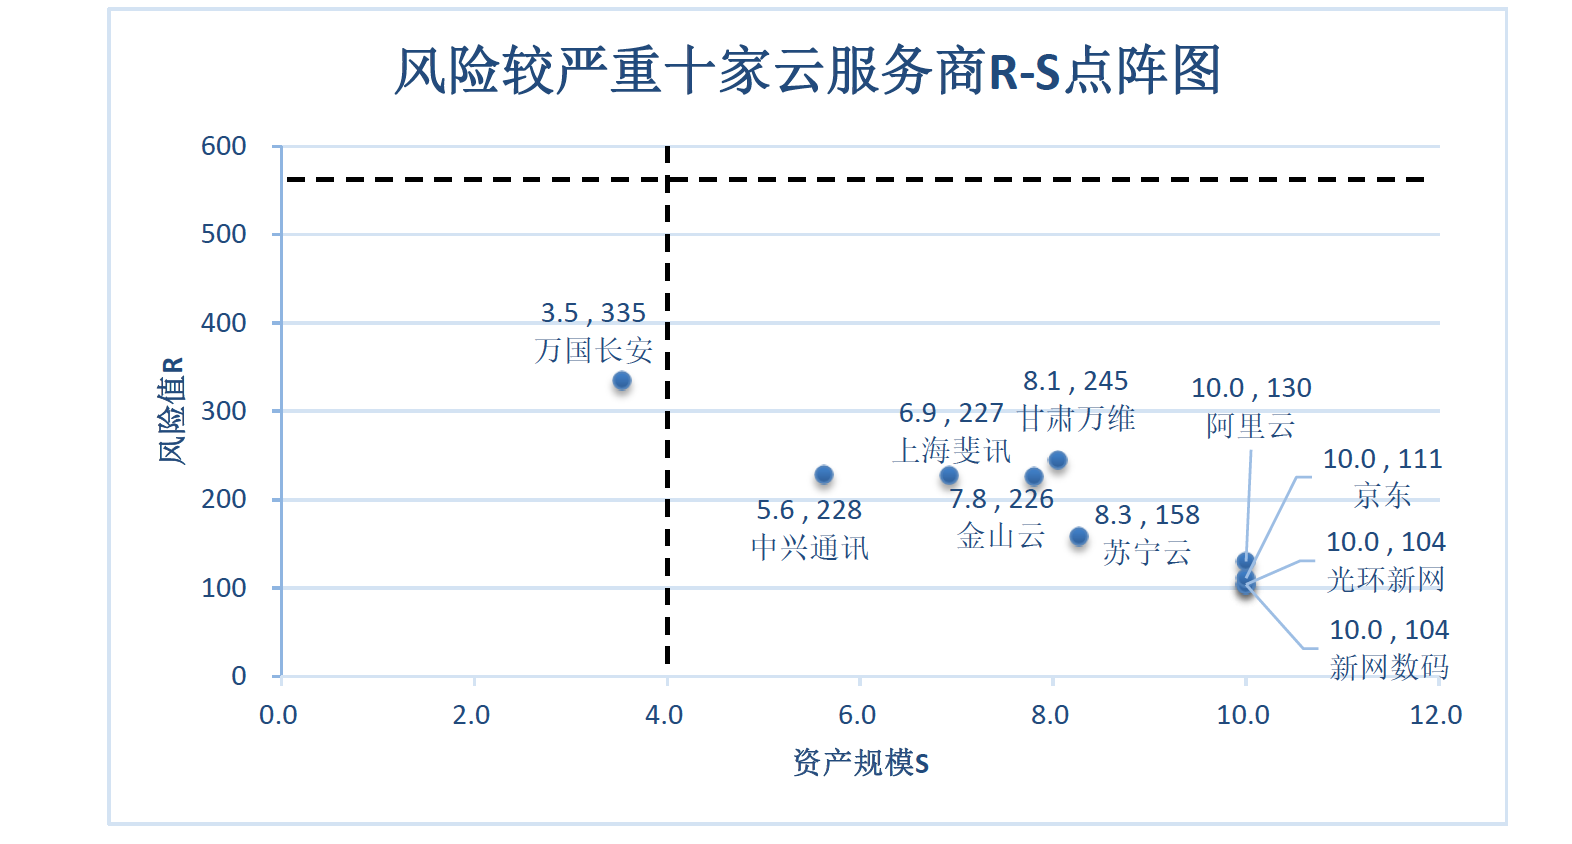 风险较严重十家云服务商R-S点阵图
600
500
400
300
200
100
0
风险值R
3.5 , 335
万国长安
5.6 , 228
中兴通讯
6.9 , 227
上海斐讯
7.8 , 226
金山云
8.1 , 245
甘肃万维
8.3 , 158
苏宁云
10.0 , 130
阿里云
10.0 , 111
京东
10.0 , 104
光环新网
10.0 , 104
新网数码
0.0
2.0
4.0
6.0
8.0
10.0
12.0
资产规模S